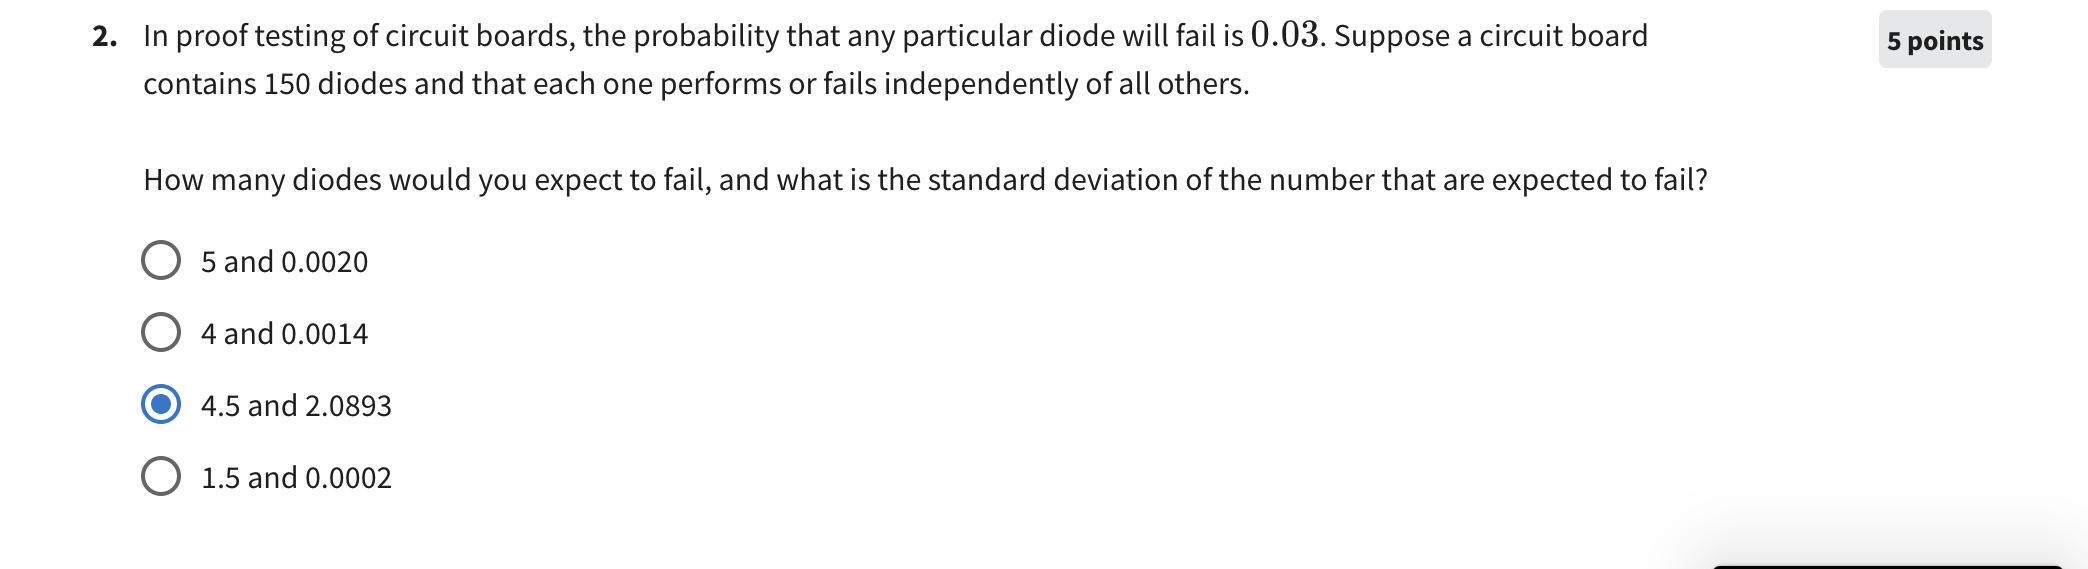 2. In proof testing of circuit boards, the probability that any particular diode will fail is 0.03. Suppose a circuit board
5 points
contains 150 diodes and that each one performs or fails independently of all others.
How many diodes would you expect to fail, and what is the standard deviation of the number that are expected to fail?
5 and 0.0020
4 and 0.0014
4.5 and 2.0893
1.5 and 0.0002